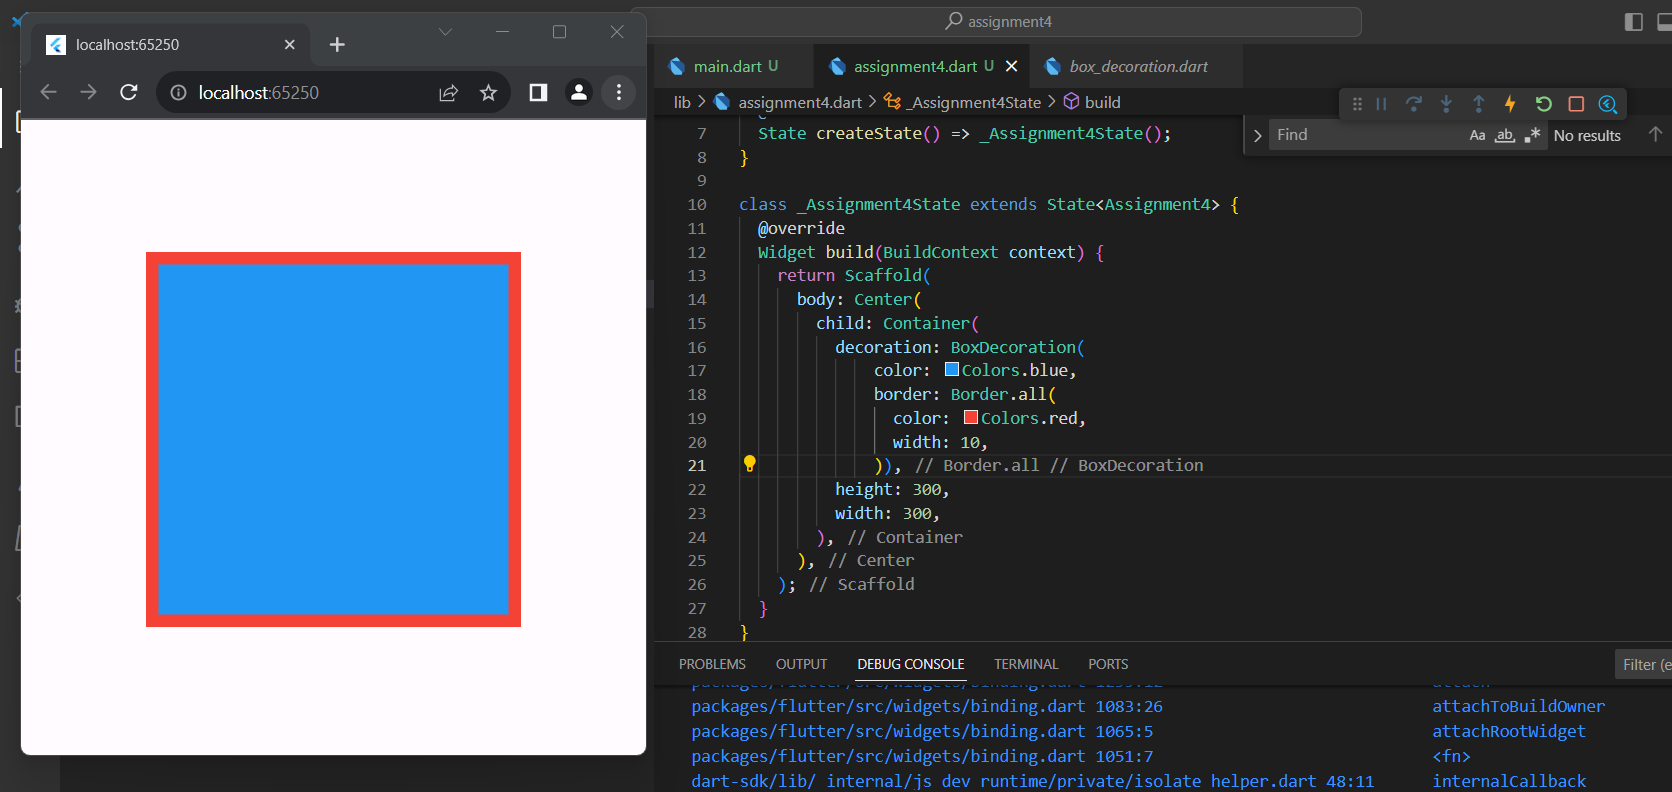 localhost:65250
localhost:65250
assignment4
main.dart U
assignment4.dart U
box_decoration.dart
lib > assignment4.dart > _Assignment4State > build
Find
Aa
ab
.*
No results
7 State createState() => _Assignment4State();
8 }
9
10 class _Assignment4State extends State<Assignment4> {
11 @override
12 Widget build(BuildContext context) {
13 return Scaffold(
14 body: Center(
15 child: Container(
16 decoration: BoxDecoration(
17 color: Colors.blue,
18 border: Border.all(
19 color: Colors.red,
20 width: 10,
21 )), // Border.all // BoxDecoration
22 height: 300,
23 width: 300,
24 ), // Container
25 ), // Center
26 ); // Scaffold
27 }
28 }
PROBLEMS OUTPUT DEBUG CONSOLE TERMINAL PORTS
Filter (e
packages/flutter/src/widgets/binding.dart 1083:26 attachToBuildOwner
packages/flutter/src/widgets/binding.dart 1065:5 attachRootWidget
packages/flutter/src/widgets/binding.dart 1051:7 <fn>
dart-sdk/lib/_internal/js_dev_runtime/private/isolate_helper.dart 48:11 internalCallback